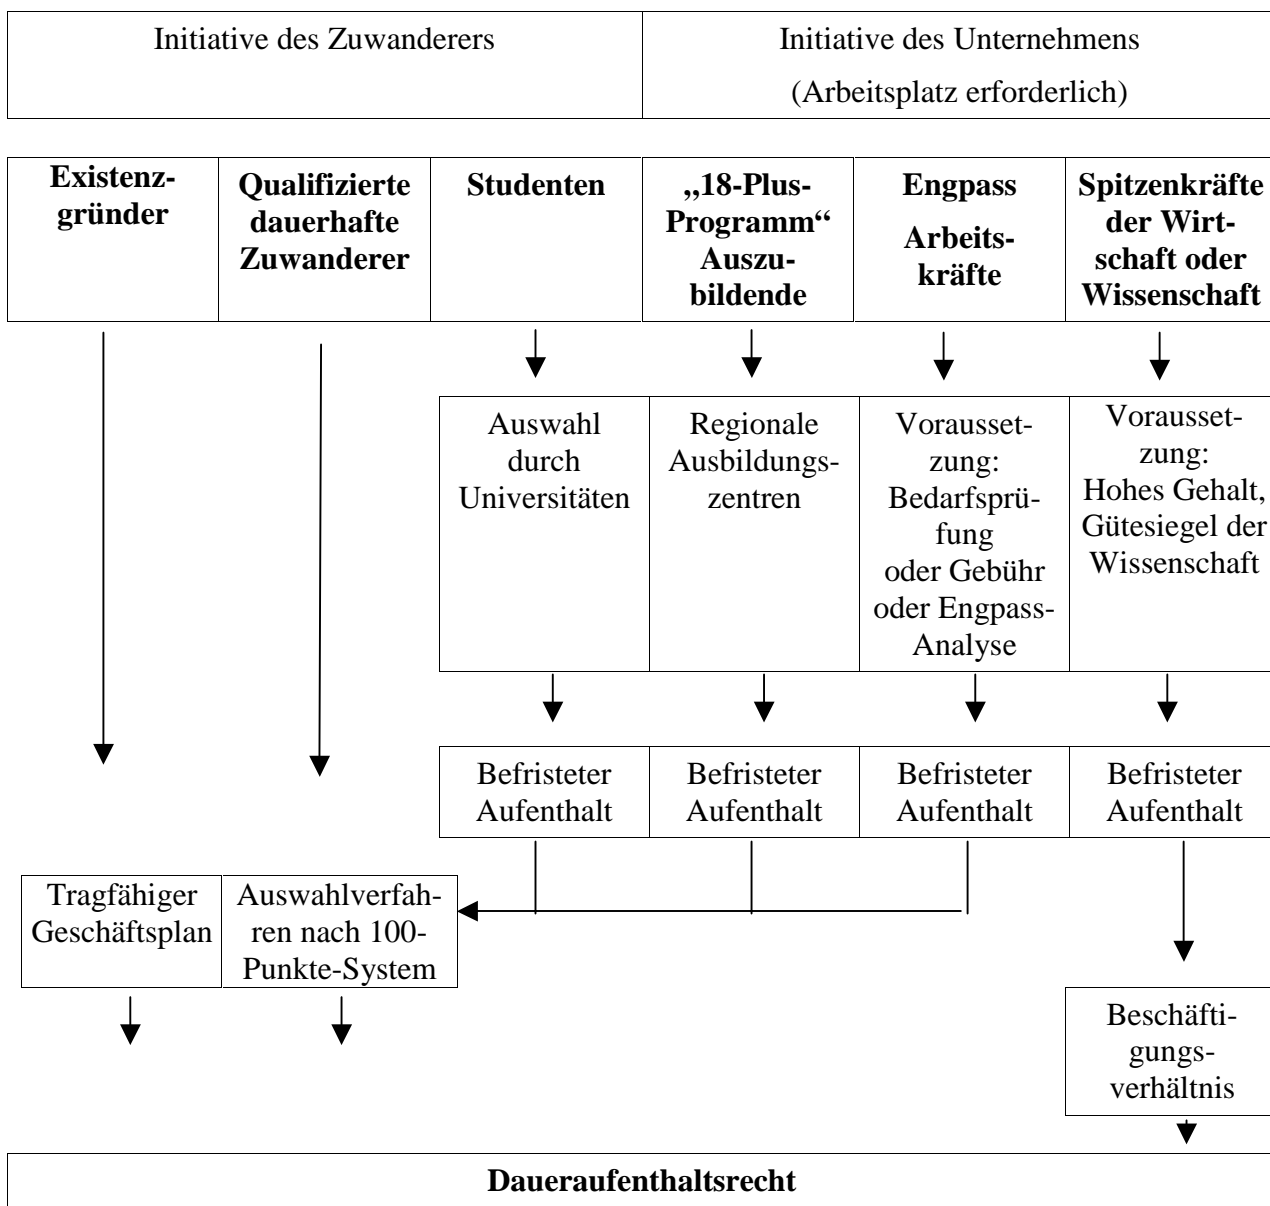 Initiative des Zuwanderers
Initiative des Unternehmens
(Arbeitsplatz erforderlich)
Existenz-
gründer
Qualifizierte
dauerhafte
Zuwanderer
Studenten
„18-Plus-
Programm“
Auszu-
bildende
Engpass
Arbeits-
kräfte
Spitzenkräfte
der Wirt-
schaft oder
Wissenschaft
Auswahl
durch
Universitäten
Regionale
Ausbildungs-
zentren
Vorausset-
zung:
Bedarfsprü-
fung
oder Gebühr
oder Engpass-
Analyse
Vorausset-
zung:
Hohes Gehalt,
Gütesiegel der
Wissenschaft
Befristeter
Aufenthalt
Befristeter
Aufenthalt
Befristeter
Aufenthalt
Befristeter
Aufenthalt
Tragfähiger
Geschäftsplan
Auswahlverfah-
ren nach 100-
Punkte-System
Beschäfti-
gungs-
verhältnis
Daueraufenthaltsrecht